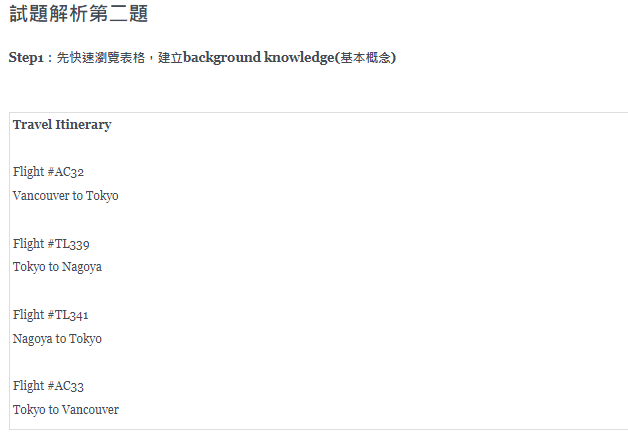 試題解析第二題
Step1：先快速瀏覽表格，建立background knowledge(基本概念)
Travel Itinerary
Flight #AC32
Vancouver to Tokyo
Flight #TL339
Tokyo to Nagoya
Flight #TL341
Nagoya to Tokyo
Flight #AC33
Tokyo to Vancouver